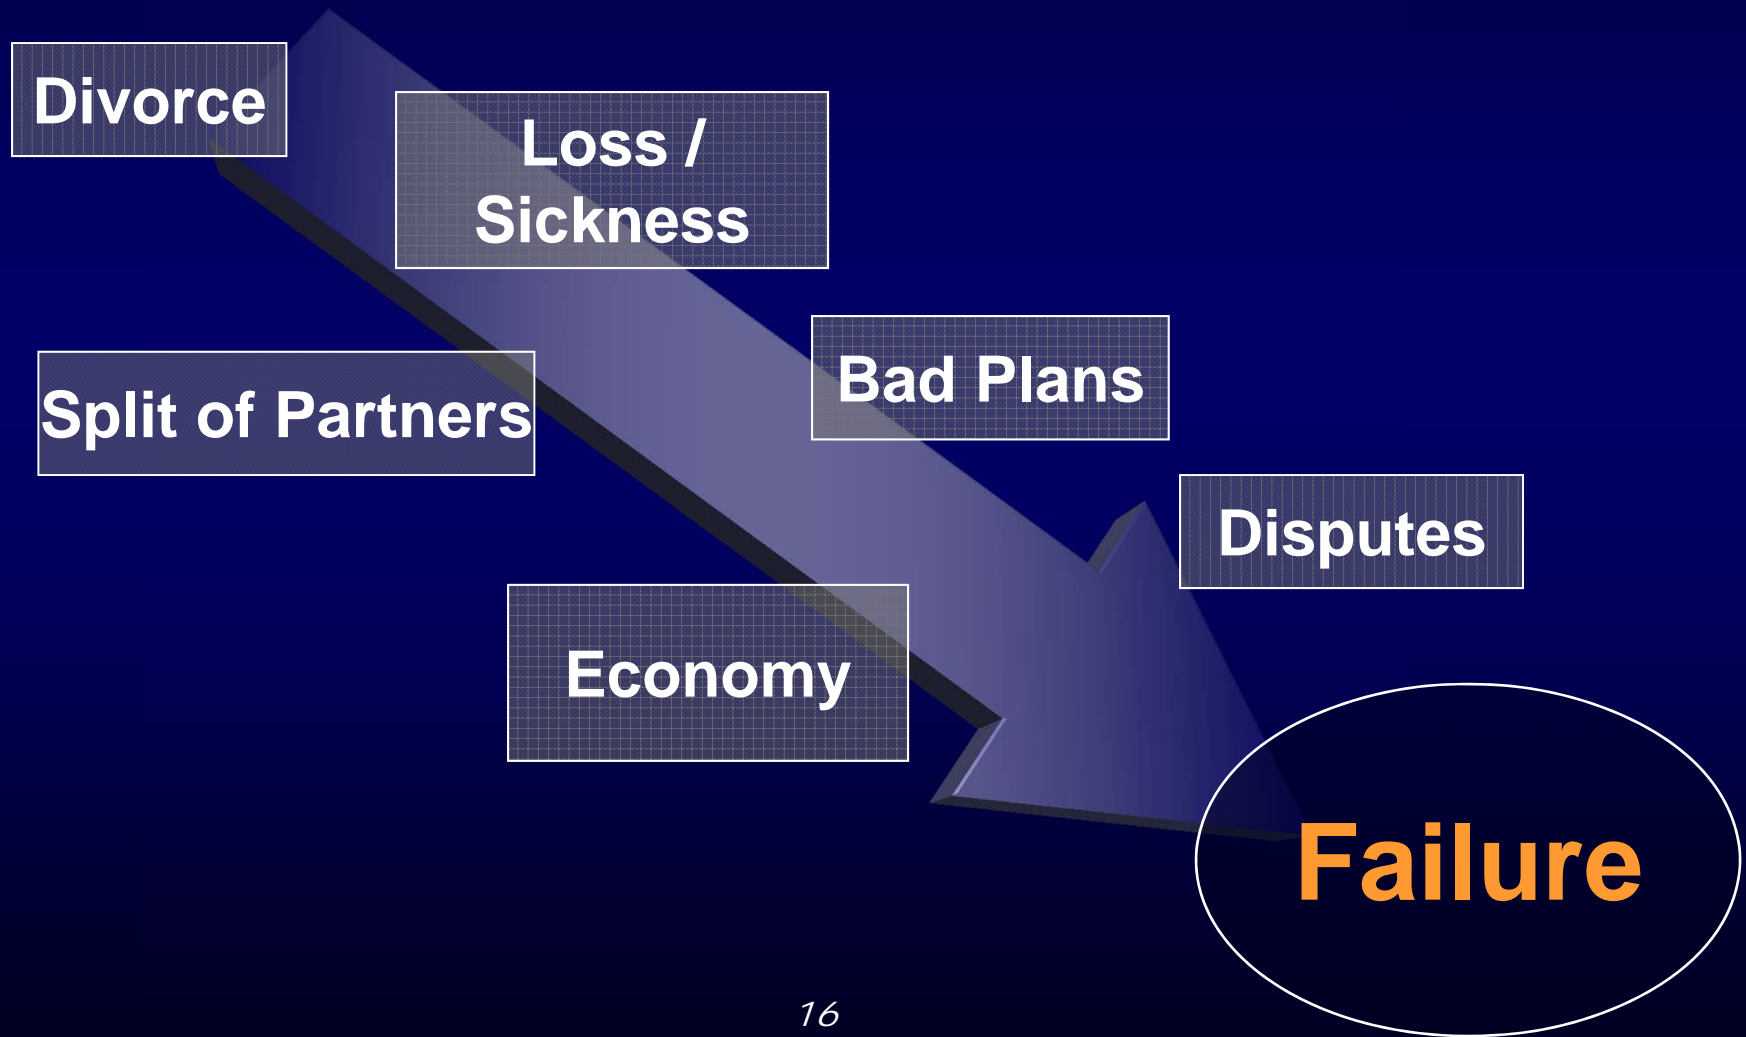 Divorce
Loss /
Sickness
Split of Partners
Bad Plans
Disputes
Economy
Failure
16